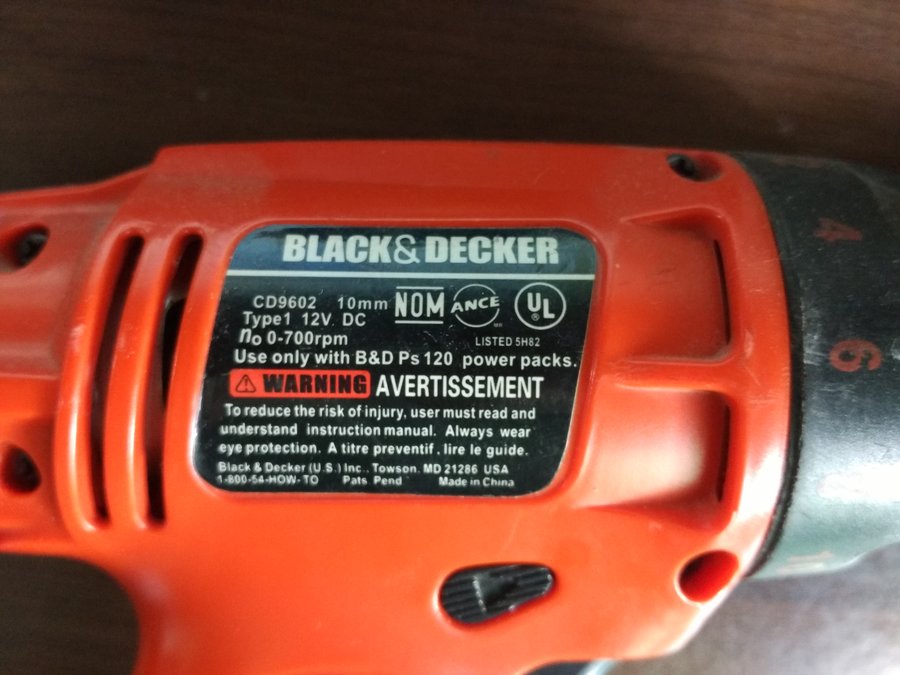 BLACK & DECKER
CD9602 10mm NOM ANCE UL
Type1 12V DC
no 0-700rpm LISTED 5H82
Use only with B&D Ps 120 power packs.
WARNING AVERTISSEMENT
To reduce the risk of injury, user must read and
understand instruction manual. Always wear
eye protection. A titre preventif. lire le guide.
Black & Decker (U.S.) Inc., Towson, MD 21286 USA
1-800-54-HOW-TO Pats Pend Made in China
4
6